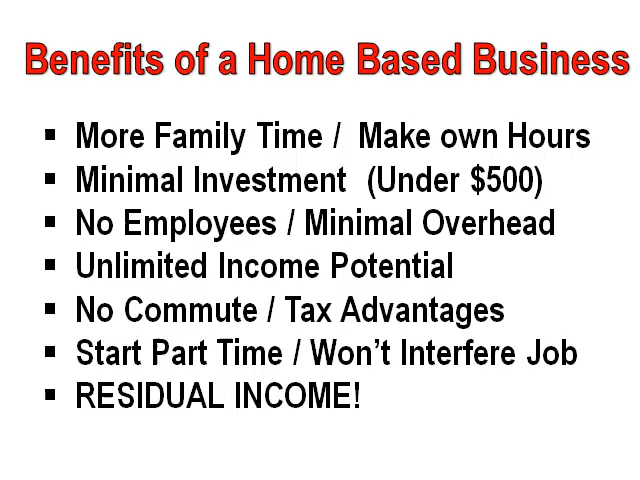 Benefits of a Home Based Business
▪ More Family Time / Make own Hours
▪ Minimal Investment (Under $500)
▪ No Employees / Minimal Overhead
▪ Unlimited Income Potential
▪ No Commute / Tax Advantages
▪ Start Part Time / Won't Interfere Job
▪ RESIDUAL INCOME!